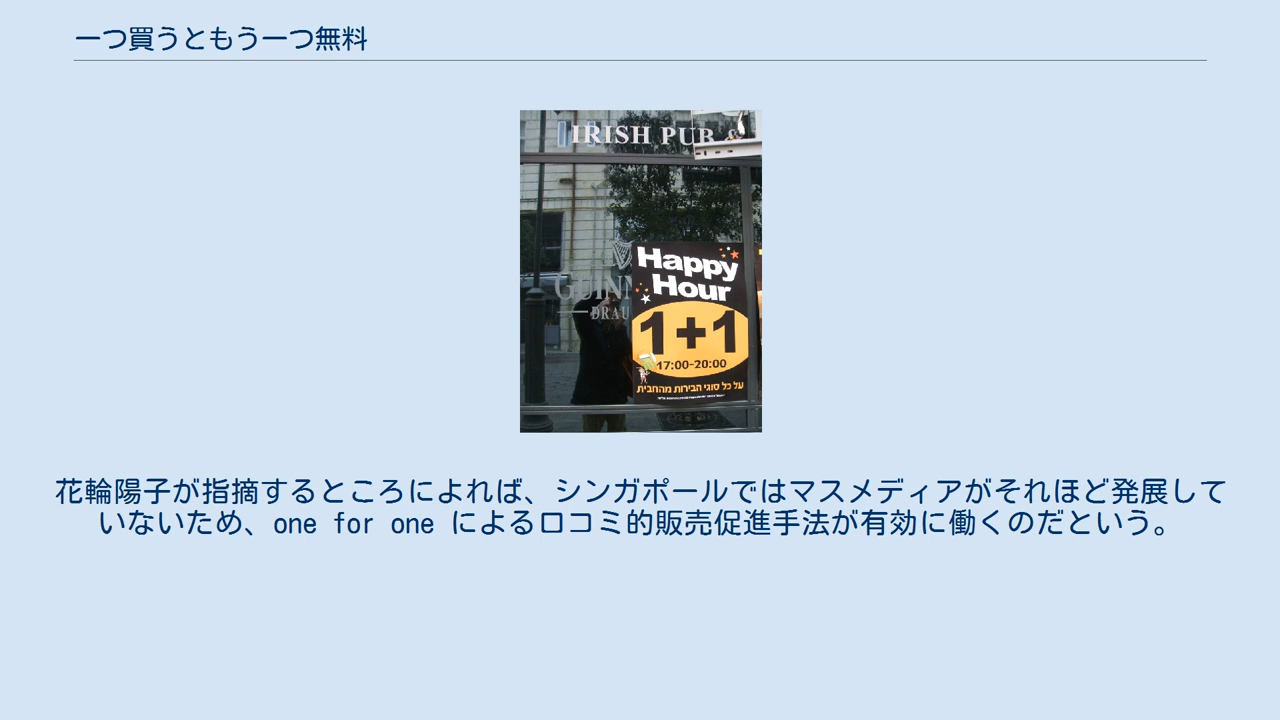 一つ買うともう一つ無料
IRISH PUB &
Happy
Hour
1+1
17:00-20:00
על כל סוגי הבירות מהחבית
花輪陽子が指摘するところによれば、シンガポールではマスメディアがそれほど発展して
いないため、one for one による口コミ的販売促進手法が有効に働くのだという。